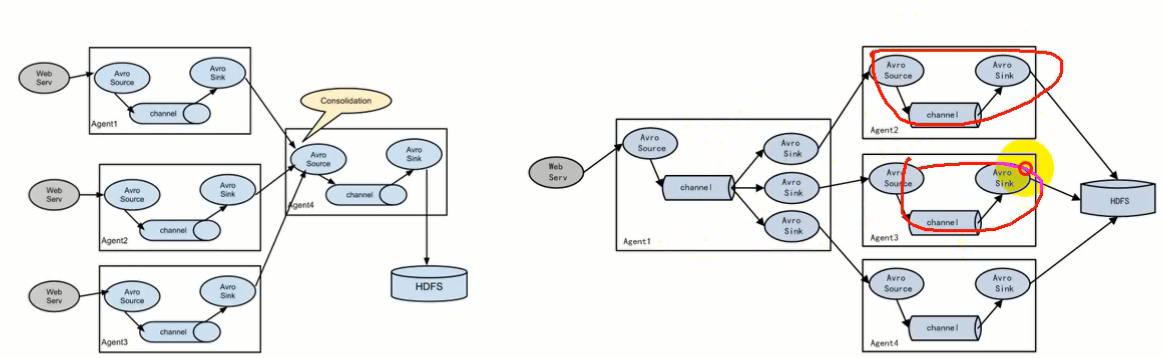 Web
Serv
Avro
Source
Avro
Sink
channel
Agent1
Consolidation
Web
Serv
Avro
Source
Avro
Sink
channel
Agent2
Avro
Source
Avro
Sink
channel
Agent4
HDFS
Web
Serv
Avro
Source
Avro
Sink
channel
Agent3
Web
Serv
Avro
Source
channel
Avro
Sink
Avro
Sink
Avro
Sink
Agent1
Avro
Source
Avro
Sink
channel
Agent2
Avro
Source
Avro
Sink
channel
Agent3
HDFS
Avro
Source
Avro
Sink
channel
Agent4